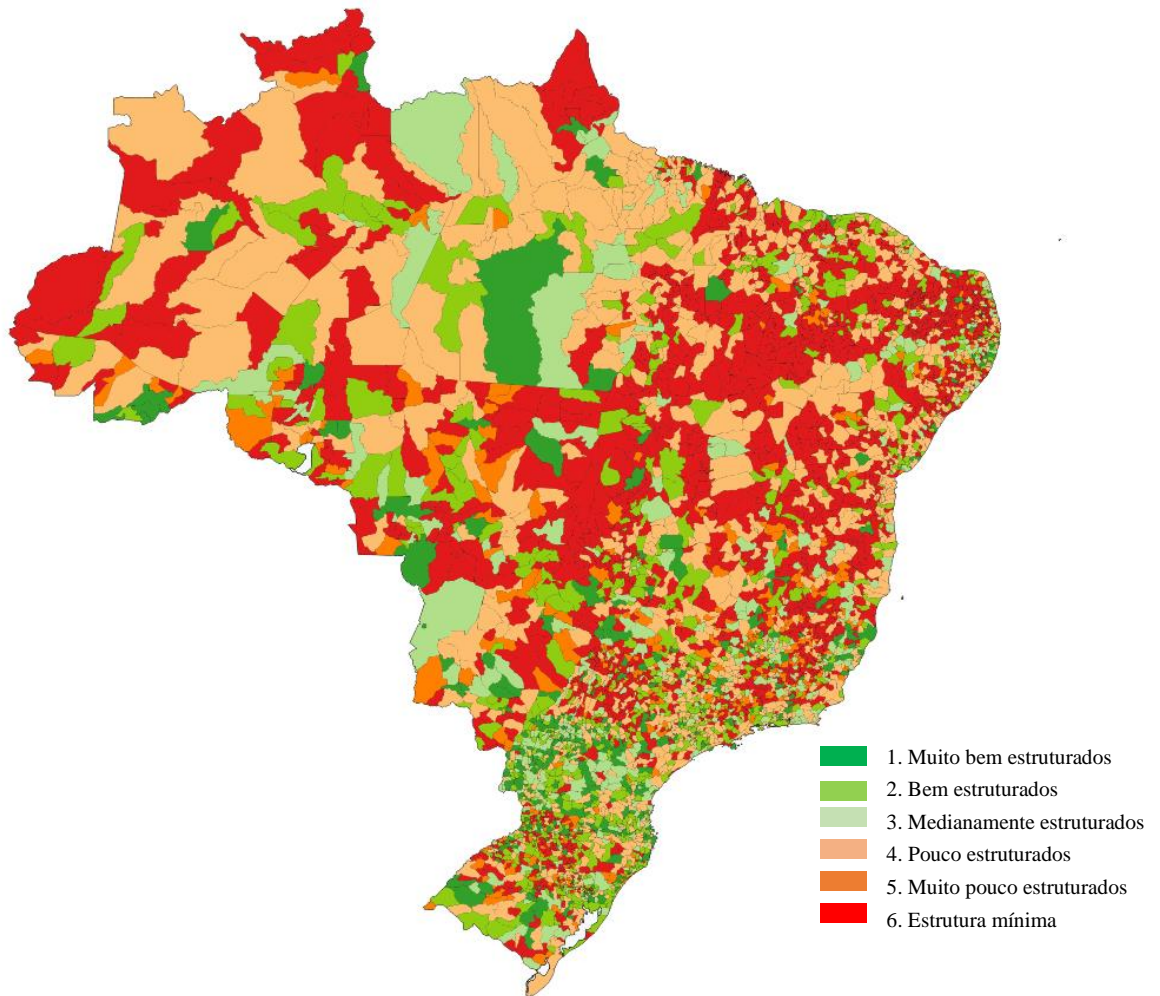 1. Muito bem estruturados
2. Bem estruturados
3. Medianamente estruturados
4. Pouco estruturados
5. Muito pouco estruturados
6. Estrutura mínima